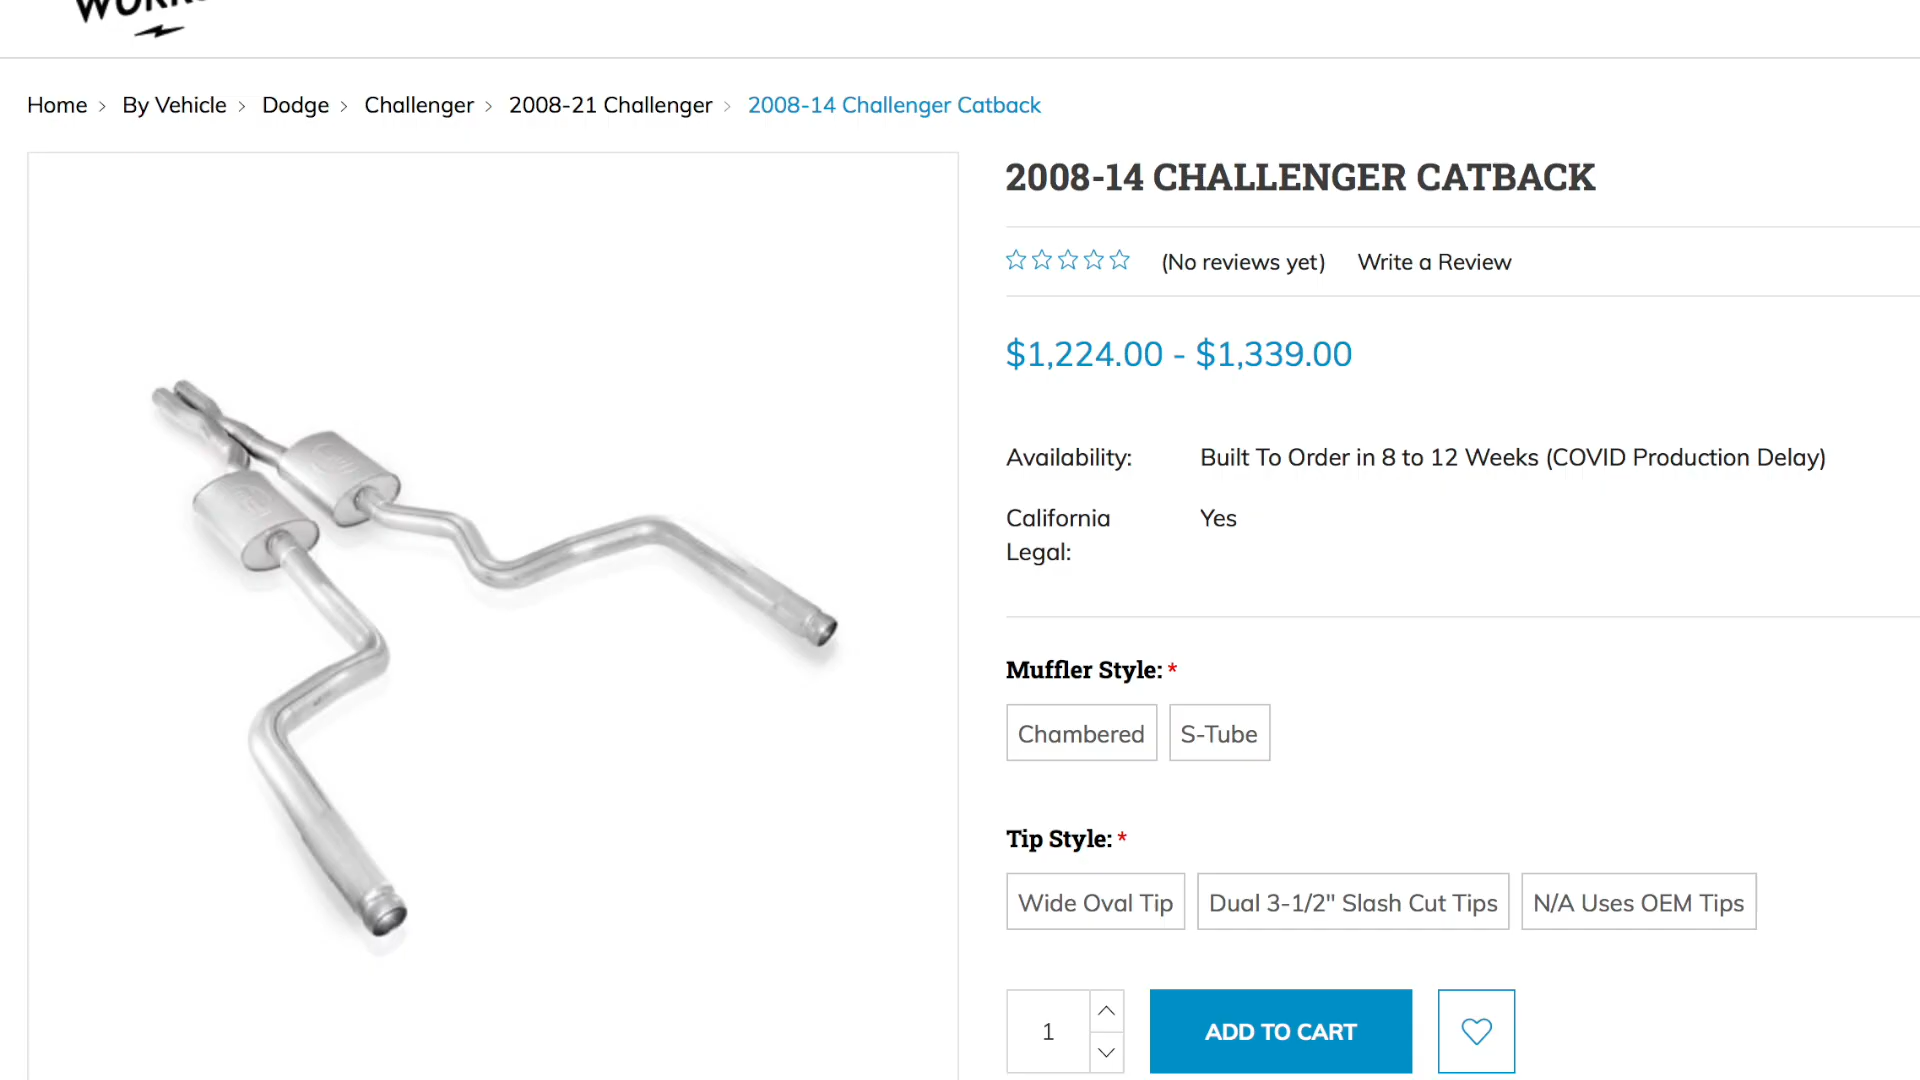 Home > By Vehicle > Dodge > Challenger > 2008-21 Challenger > 2008-14 Challenger Catback
2008-14 CHALLENGER CATBACK
(No reviews yet) Write a Review
$1,224.00 - $1,339.00
Availability: Built To Order in 8 to 12 Weeks (COVID Production Delay)
California Yes
Legal:
Muffler Style: *
Chambered S-Tube
Tip Style: *
Wide Oval Tip Dual 3-1/2" Slash Cut Tips N/A Uses OEM Tips
1 ADD TO CART